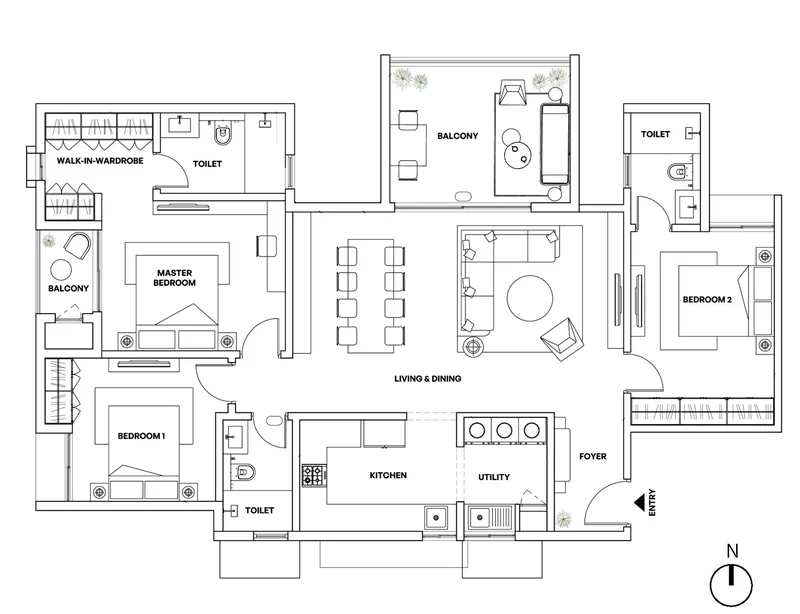 BALCONY
TOILET
WALK-IN-WARDROBE
TOILET
MASTER
BEDROOM
BALCONY
BEDROOM 2
LIVING & DINING
BEDROOM 1
KITCHEN
UTILITY
FOYER
TOILET
ENTRY
N